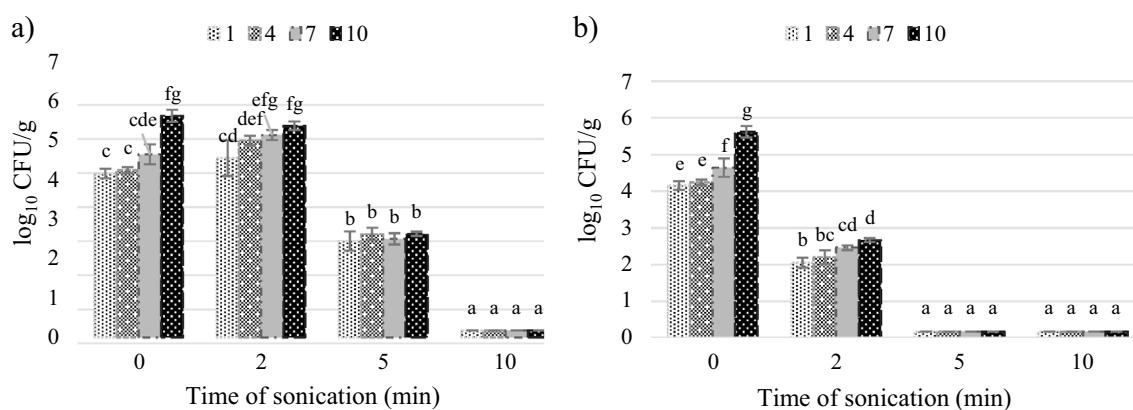 a)
1 4 7 10
7
6
5
4
3
2
1
0
log10 CFU/g
c c cde fg
cd def efg fg
b b b b
a a a a
0 2 5 10
Time of sonication (min)
b)
1 4 7 10
7
6
5
4
3
2
1
0
log10 CFU/g
e e f g
b bc cd d
a a a a
a a a a
0 2 5 10
Time of sonication (min)